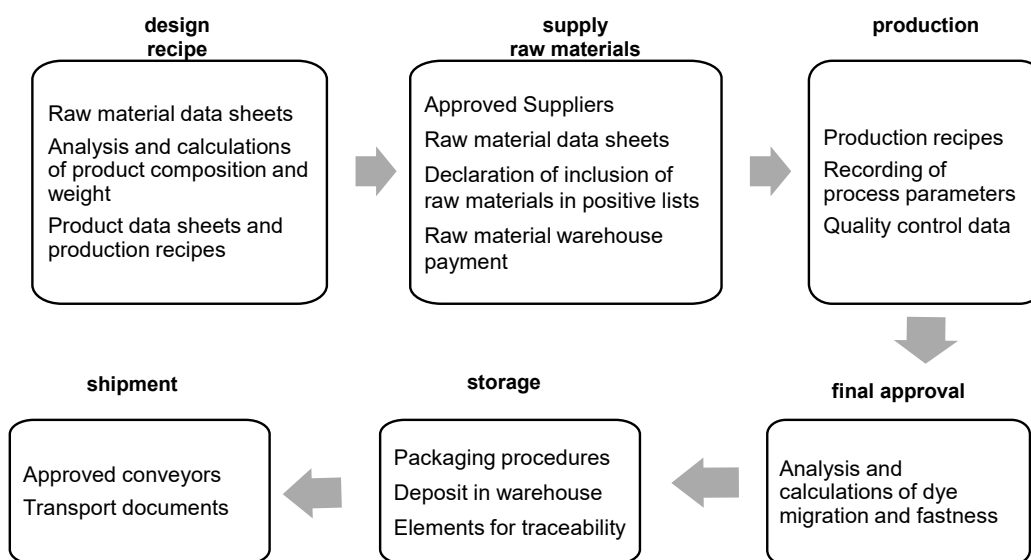 design
recipe
Raw material data sheets
Analysis and calculations
of product composition and
weight
Product data sheets and
production recipes
supply
raw materials
Approved Suppliers
Raw material data sheets
Declaration of inclusion of
raw materials in positive lists
Raw material warehouse
payment
production
Production recipes
Recording of
process parameters
Quality control data
final approval
Analysis and
calculations of dye
migration and fastness
storage
Packaging procedures
Deposit in warehouse
Elements for traceability
shipment
Approved conveyors
Transport documents